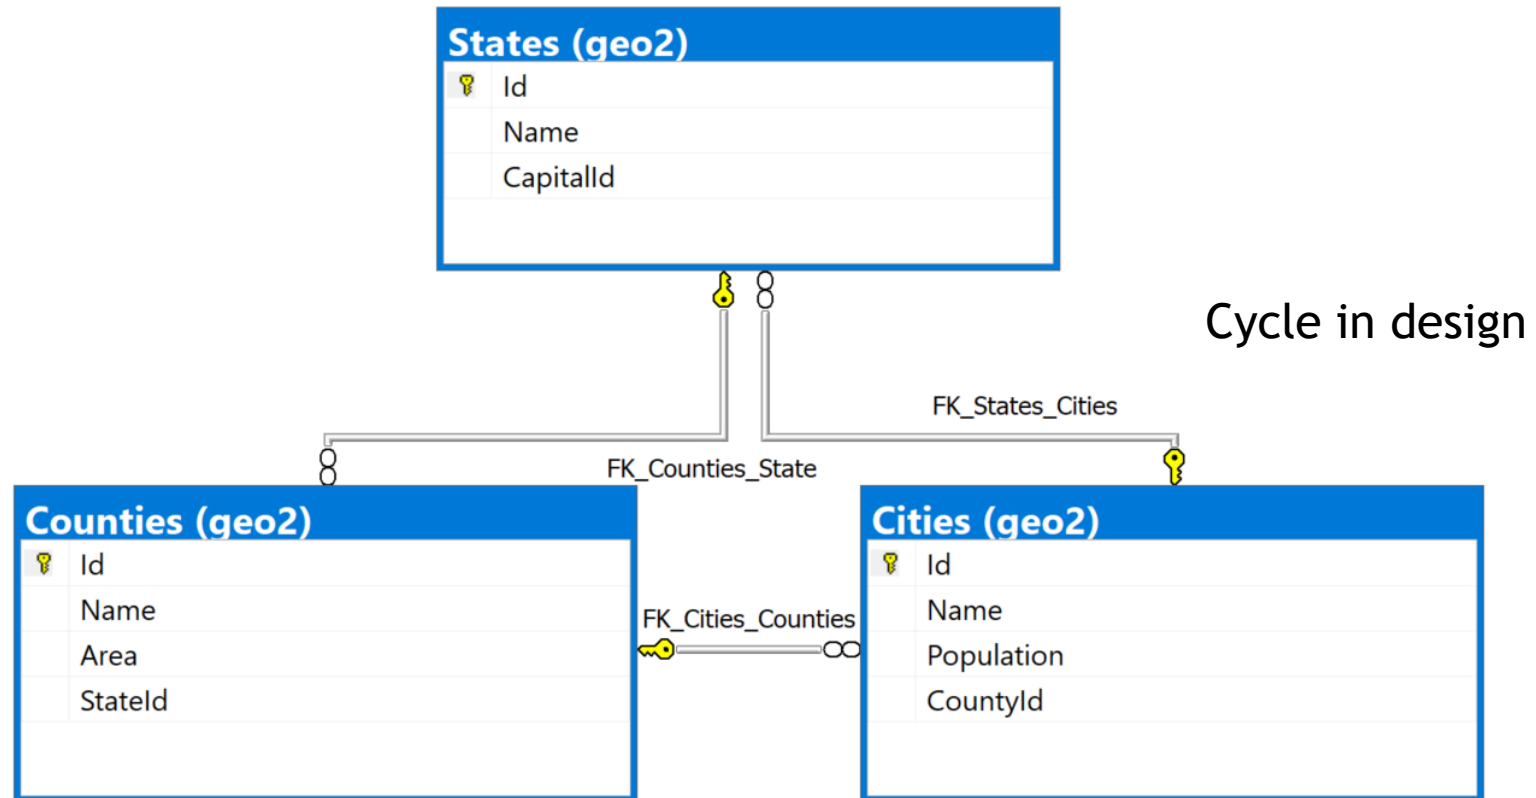 States (geo2)
Id
Name
CapitalId
Cycle in design
FK_States_Cities
FK_Counties_State
Counties (geo2)
Id
Name
Area
StateId
FK_Cities_Counties
Cities (geo2)
Id
Name
Population
CountyId